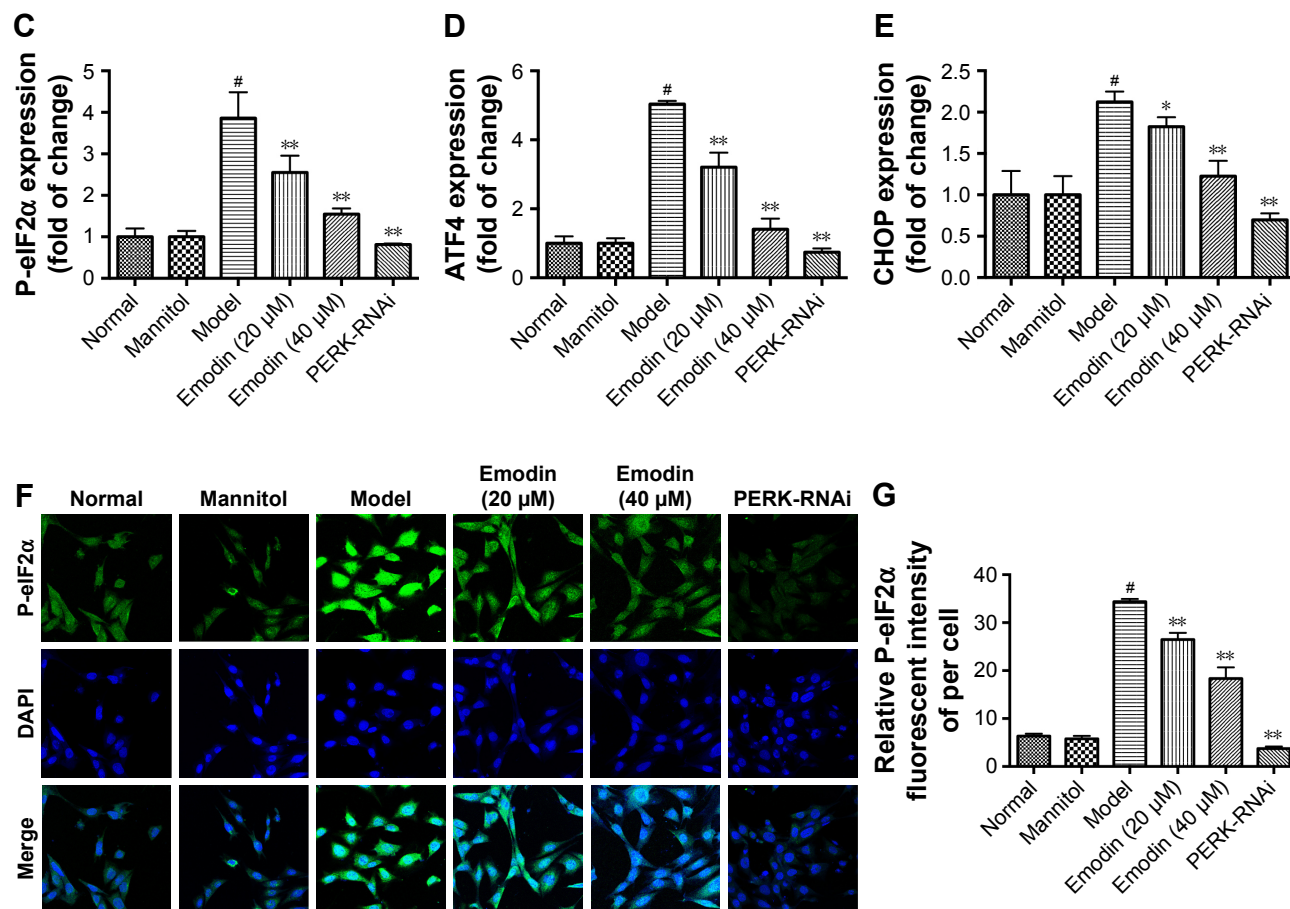 C
P-eIF2α expression
(fold of change)
5
4
3
2
1
0
#
**
**
**
Normal
Mannitol
Model
Emodin (20 µM)
Emodin (40 µM)
PERK-RNAi
D
ATF4 expression
(fold of change)
6
4
2
0
#
**
**
**
Normal
Mannitol
Model
Emodin (20 µM)
Emodin (40 µM)
PERK-RNAi
E
CHOP expression
(fold of change)
2.5
2.0
1.5
1.0
0.5
0.0
#
*
**
**
Normal
Mannitol
Model
Emodin (20 µM)
Emodin (40 µM)
PERK-RNAi
F
Normal
Mannitol
Model
Emodin
(20 µM)
Emodin
(40 µM)
PERK-RNAi
P-eIF2α
DAPI
Merge
G
Relative P-eIF2α
fluorescent intensity
of per cell
40
30
20
10
0
#
**
**
**
Normal
Mannitol
Model
Emodin (20 µM)
Emodin (40 µM)
PERK-RNAi